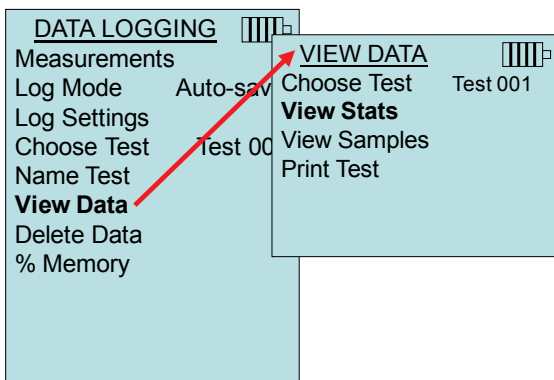 DATA LOGGING
Measurements
Log Mode Auto-sav
Log Settings
Choose Test Test 00
Name Test
View Data
Delete Data
% Memory
VIEW DATA
Choose Test Test 001
View Stats
View Samples
Print Test